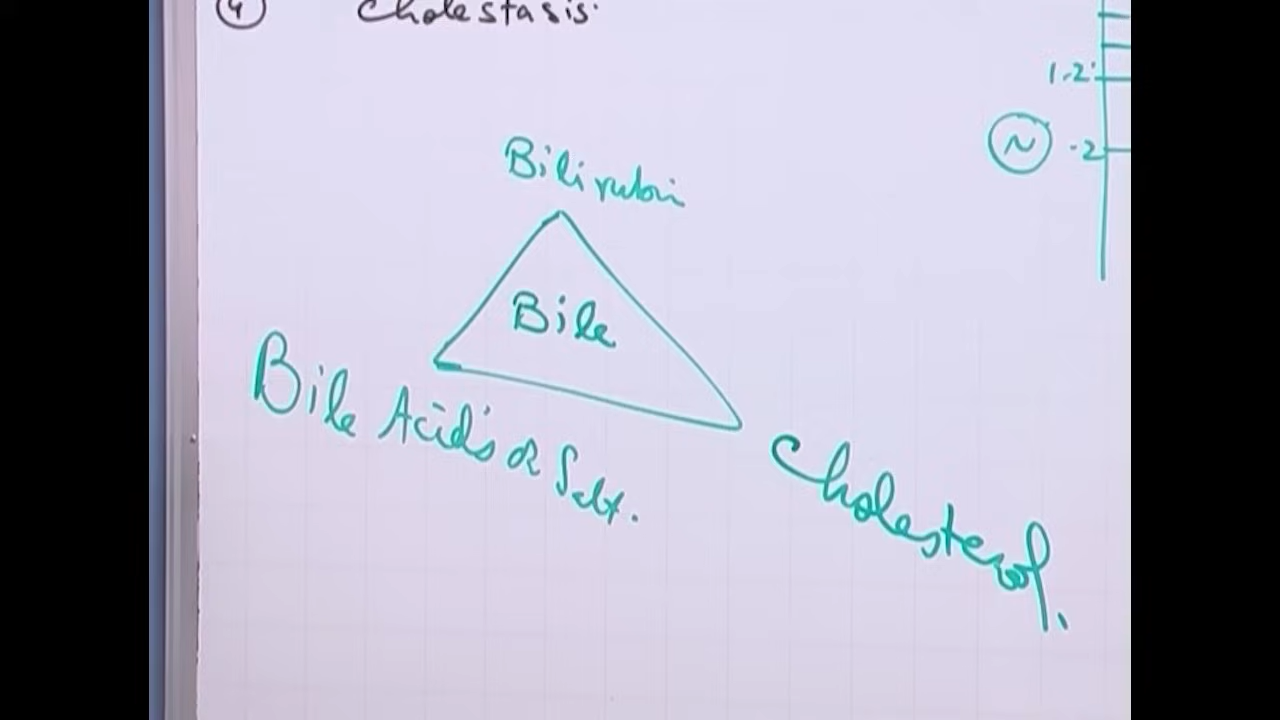 4 Cholestasis.
1.2
N .2
Bilirubin
Bile
Bile Acids or Salt.
Cholesterol.